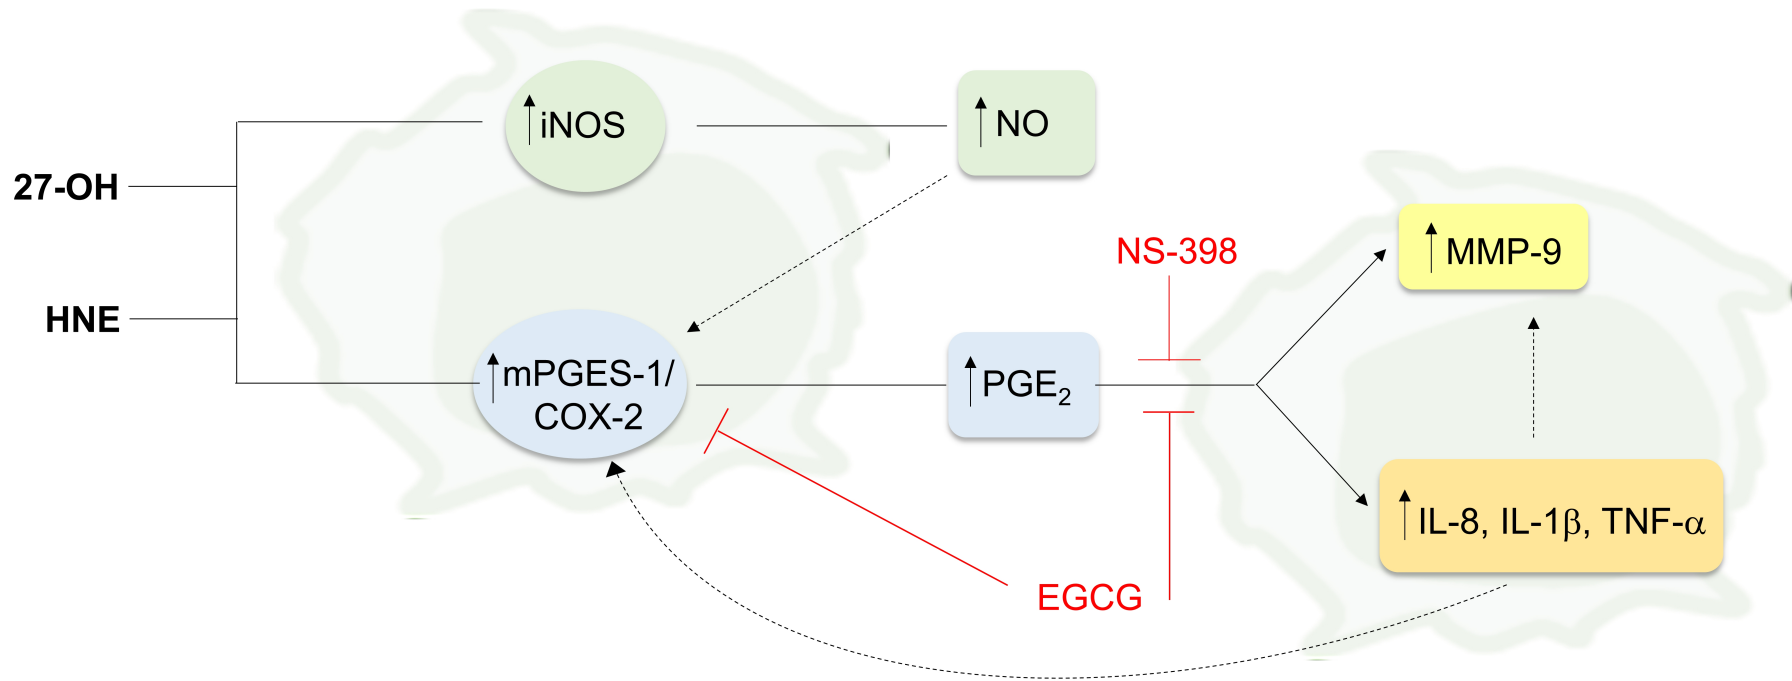 27-OH
HNE
↑iNOS
↑NO
↑mPGES-1/
COX-2
↑PGE₂
NS-398
EGCG
↑MMP-9
↑IL-8, IL-1β, TNF-α